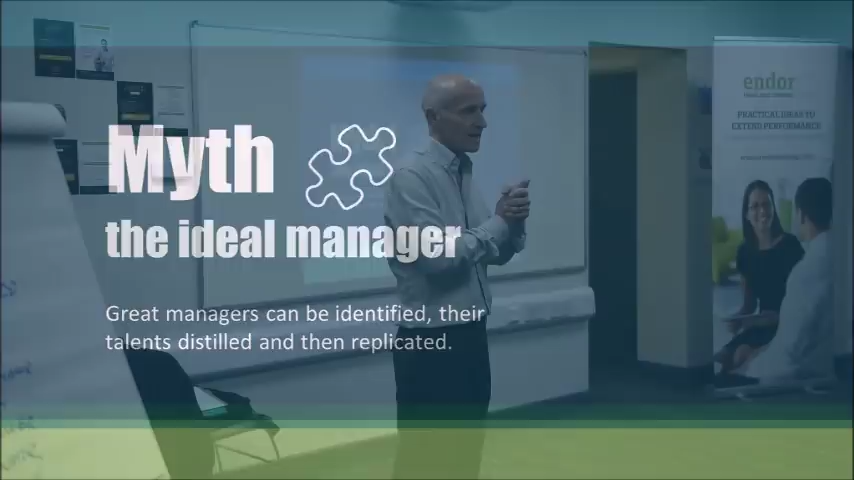 Myth
the ideal manager
Great managers can be identified, their
talents distilled and then replicated.
endor
PRACTICAL IDEAS TO
EXTEND PERFORMANCE